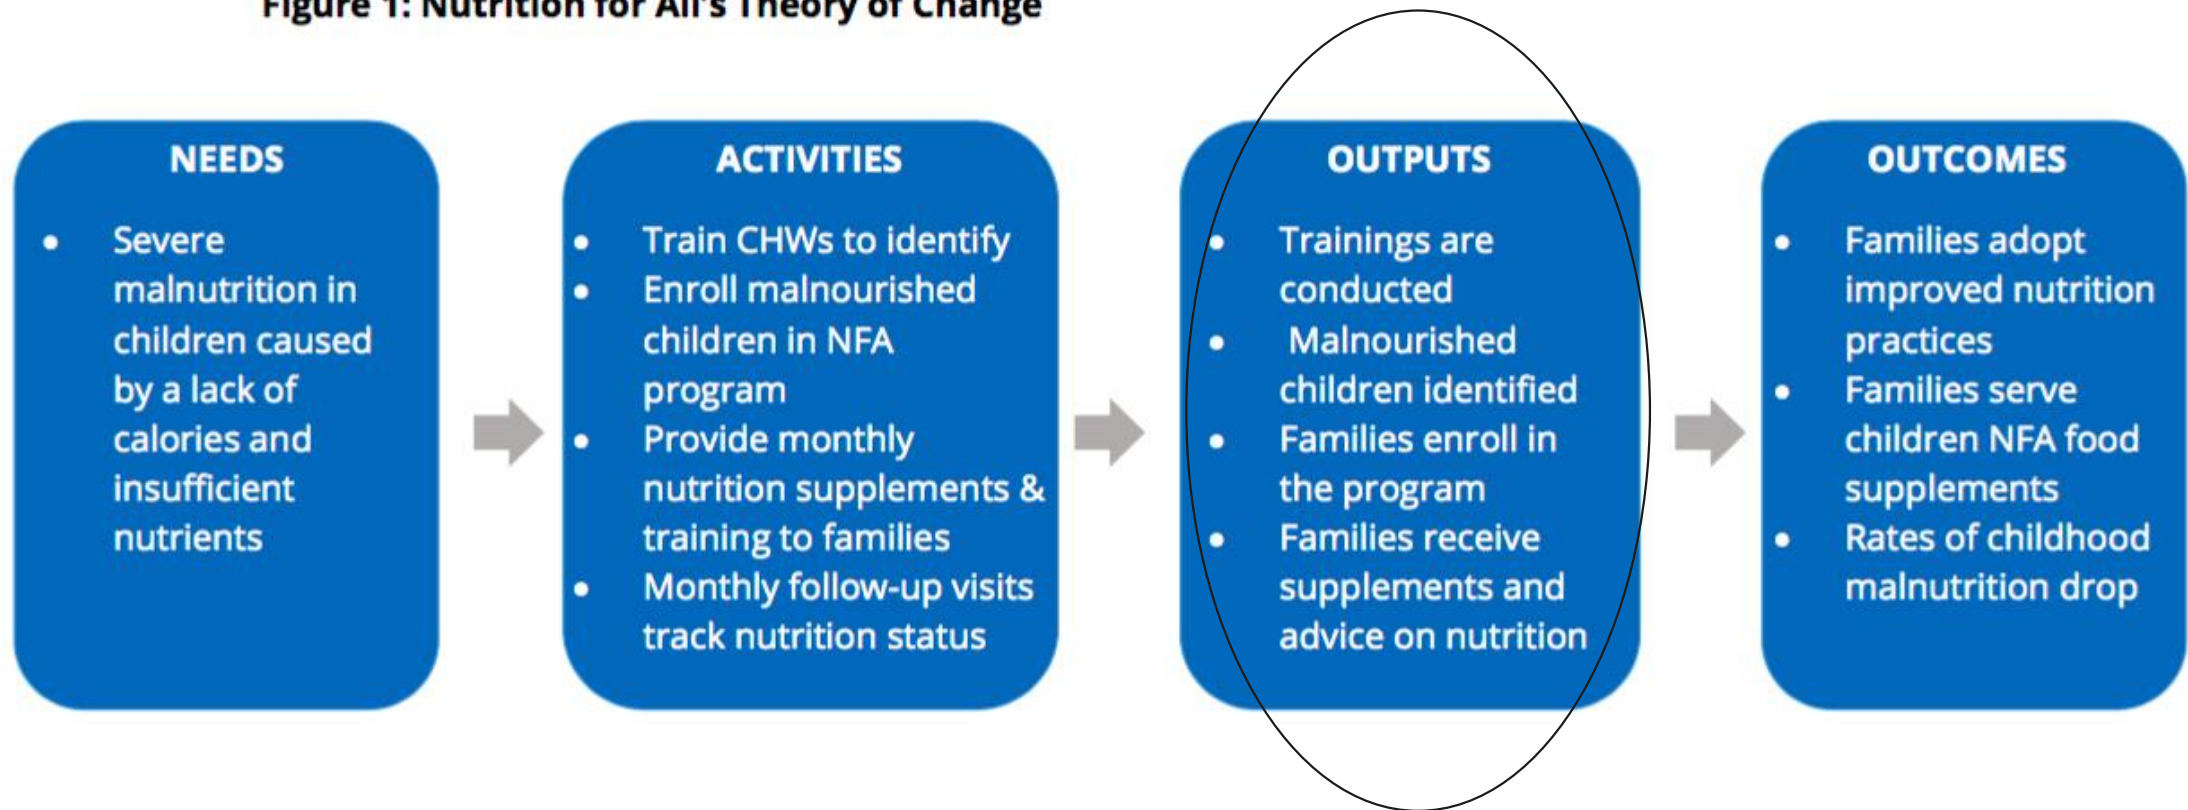 Figure 1: Nutrition for All's Theory of Change
NEEDS
• Severe
malnutrition in
children caused
by a lack of
calories and
insufficient
nutrients
ACTIVITIES
• Train CHWs to identify
• Enroll malnourished
children in NFA
program
• Provide monthly
nutrition supplements &
training to families
• Monthly follow-up visits
track nutrition status
OUTPUTS
• Trainings are
conducted
• Malnourished
children identified
• Families enroll in
the program
• Families receive
supplements and
advice on nutrition
OUTCOMES
• Families adopt
improved nutrition
practices
• Families serve
children NFA food
supplements
• Rates of childhood
malnutrition drop